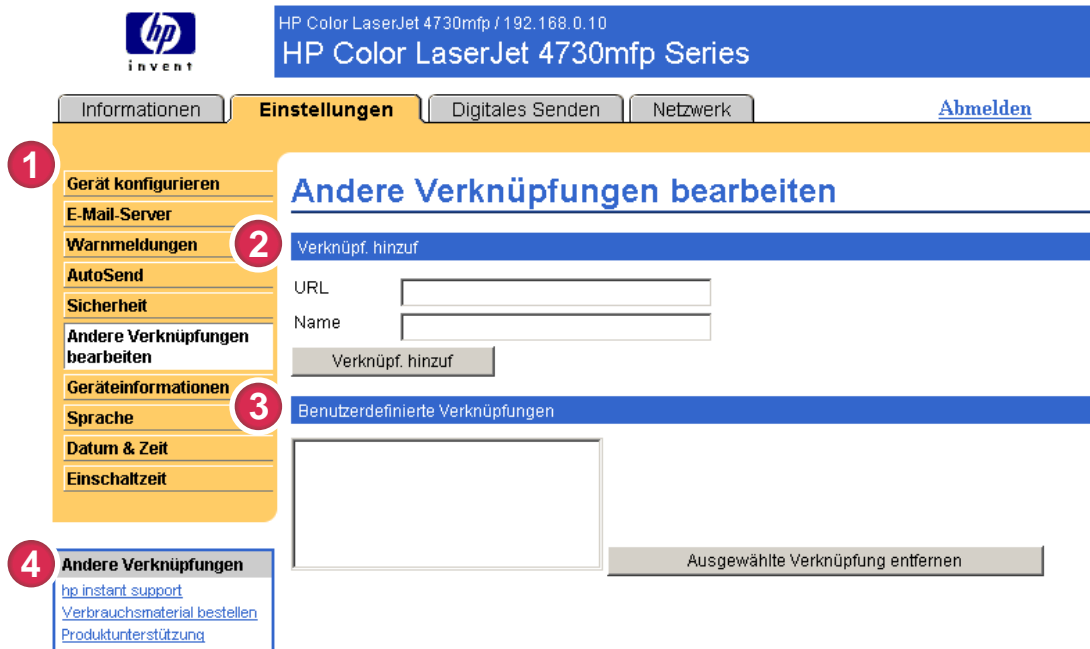 hp
invent
HP Color LaserJet 4730mfp / 192.168.0.10
HP Color LaserJet 4730mfp Series
Informationen
Einstellungen
Digitales Senden
Netzwerk
Abmelden
1
Gerät konfigurieren
E-Mail-Server
Warnmeldungen
AutoSend
Sicherheit
Andere Verknüpfungen
bearbeiten
Geräteinformationen
Sprache
Datum & Zeit
Einschaltzeit
Andere Verknüpfungen bearbeiten
2
Verknüpf. hinzuf
URL
Name
Verknüpf. hinzuf
3
Benutzerdefinierte Verknüpfungen
Ausgewählte Verknüpfung entfernen
4
Andere Verknüpfungen
hp instant support
Verbrauchsmaterial bestellen
Produktunterstützung